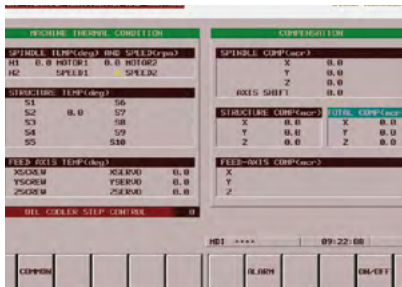 MACHINE THERMAL CONDITION
SPINDLE TEMP(deg) AND SPEED(rpm)
H1 0.0 MOTOR1 0.0 MOTOR2
H2 SPEED1 SPEED2
STRUCTURE TEMP(deg)
S1 S6
S2 0.0 S7
S3 S8
S4 S9
S5 S10
FEED AXIS TEMP(deg)
XSCREW XSERVO 0.0
YSCREW YSERVO 0.0
ZSCREW ZSERVO 0.0
OIL COOLER STEP CONTROL 0
COMPENSATION
SPINDLE COMP(mcr)
X 0.0
Y 0.0
Z 0.0
AXIS SHIFT 0.0
STRUCTURE COMP(mcr) TOTAL COMP(mcr)
X 0.0 X 0.0
Y 0.0 Y 0.0
Z 0.0 Z 0.0
FEED-AXIS COMP(mcr)
X
Y
Z
MDI **** 09:22:08
COMMON ALARM ON/OFF